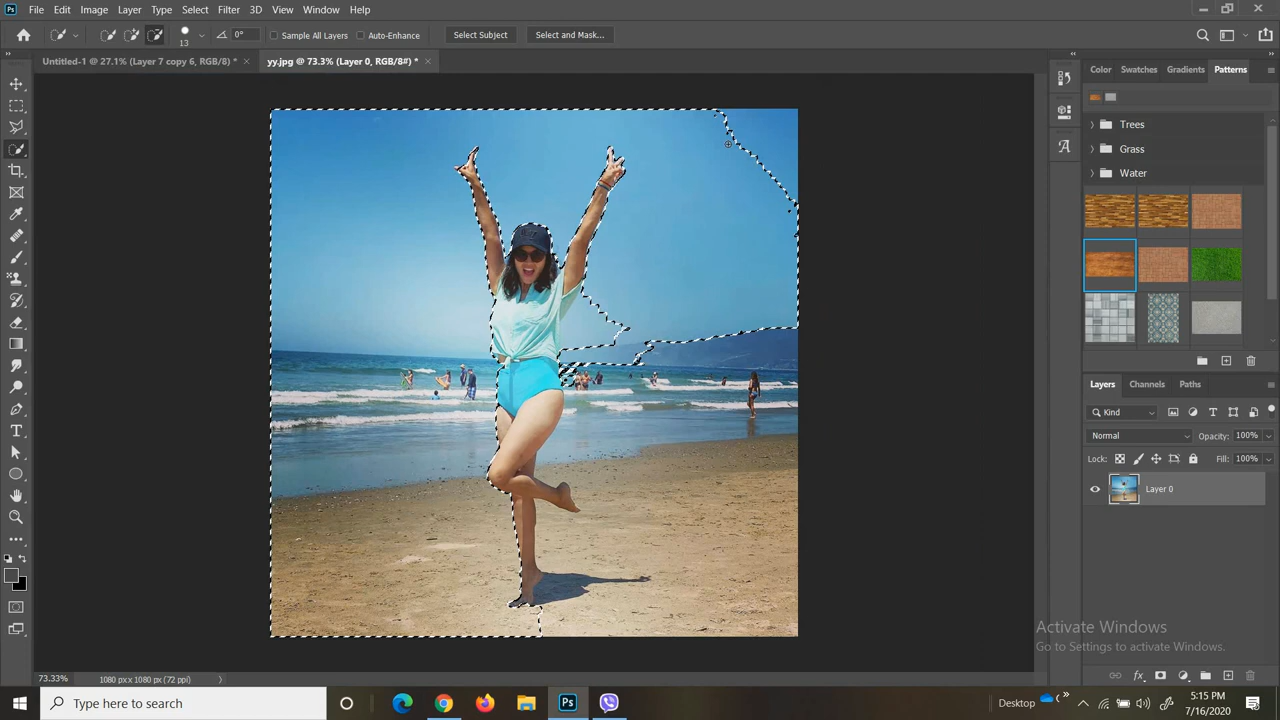 Ps File Edit Image Layer Type Select Filter 3D View Window Help
13 0° Sample All Layers Auto-Enhance Select Subject Select and Mask...
Untitled-1 @ 27.1% (Layer 7 copy 6, RGB/8) * × yy.jpg @ 73.3% (Layer 0, RGB/8#) * ×
Color Swatches Gradients Patterns
Trees
Grass
Water
Layers Channels Paths
Kind
Normal Opacity: 100%
Lock: Fill: 100%
Layer 0
Activate Windows
Go to Settings to activate Windows.
73.33% 1080 px x 1080 px (72 ppi)
Type here to search
Ps
Desktop
5:15 PM
7/16/2020